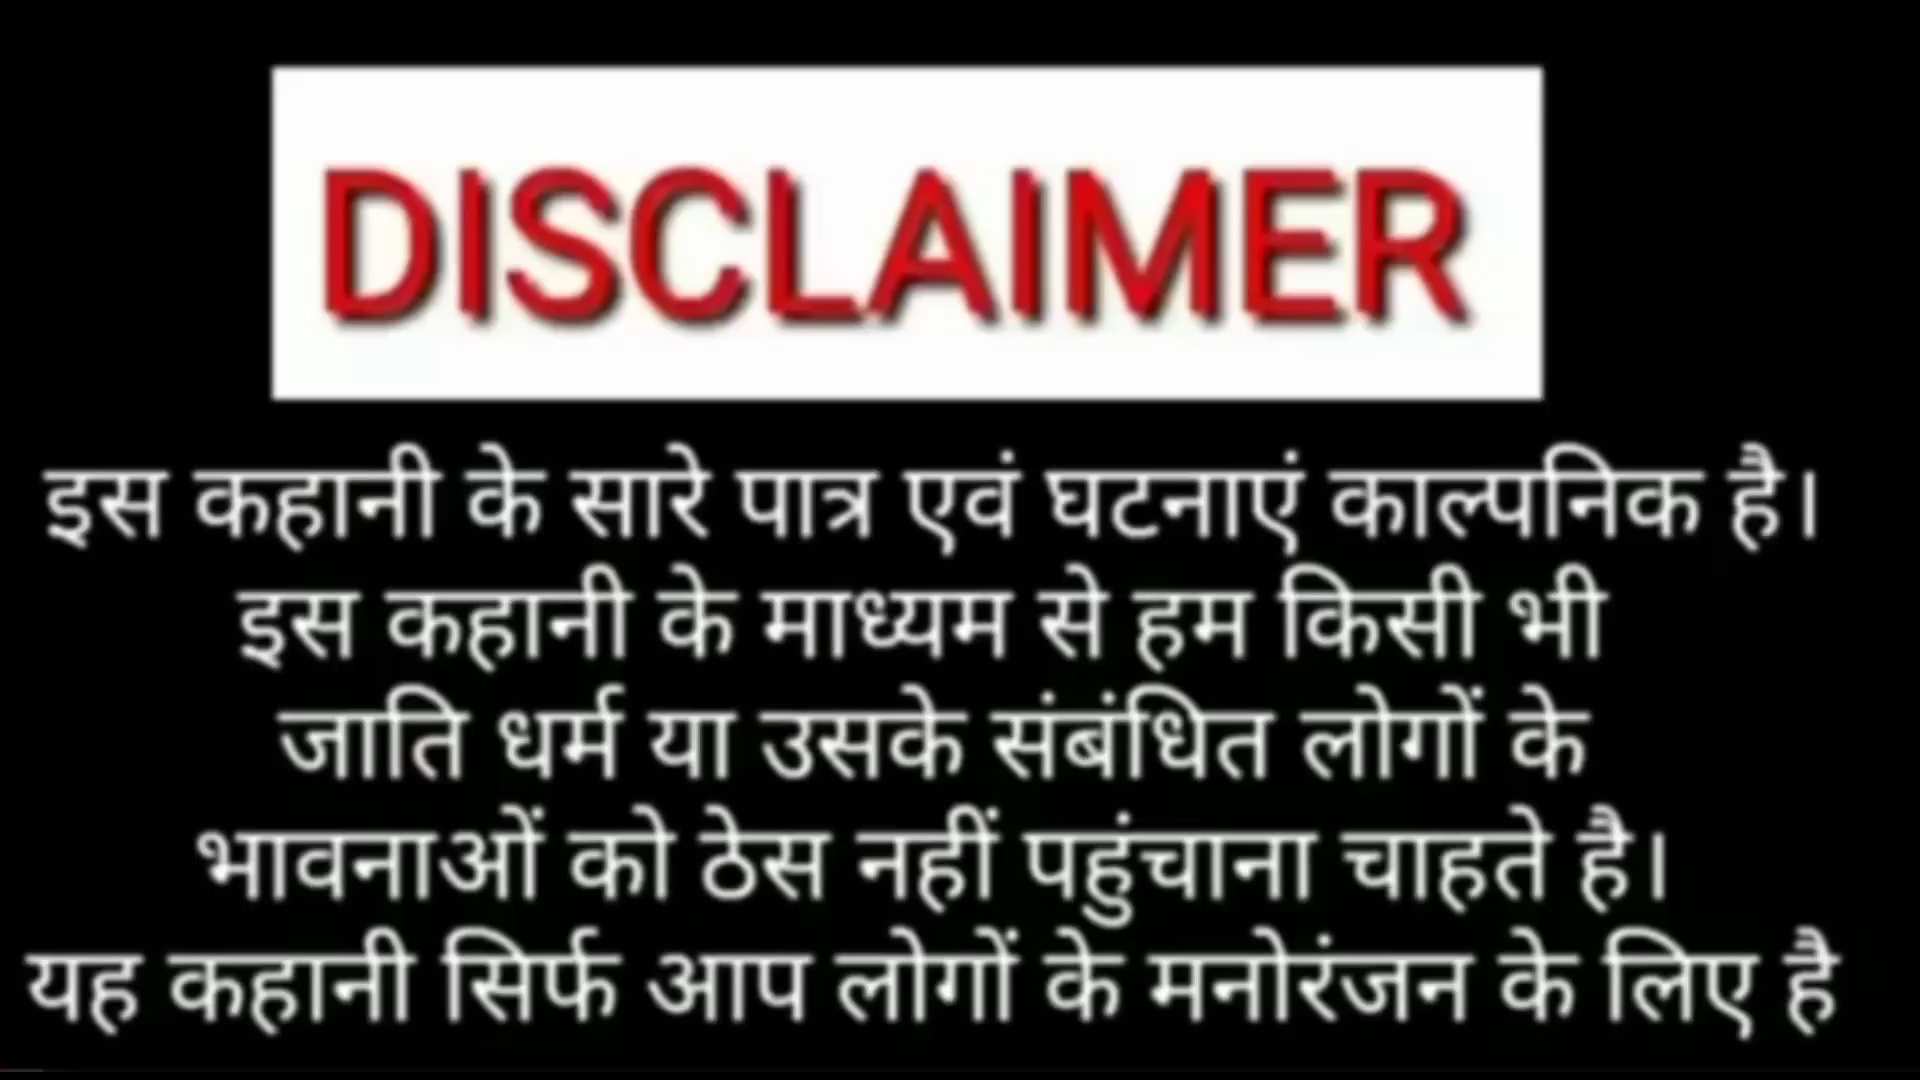 DISCLAIMER
इस कहानी के सारे पात्र एवं घटनाएं काल्पनिक है।
इस कहानी के माध्यम से हम किसी भी
जाति धर्म या उसके संबंधित लोगों के
भावनाओं को ठेस नहीं पहुंचाना चाहते है।
यह कहानी सिर्फ आप लोगों के मनोरंजन के लिए है